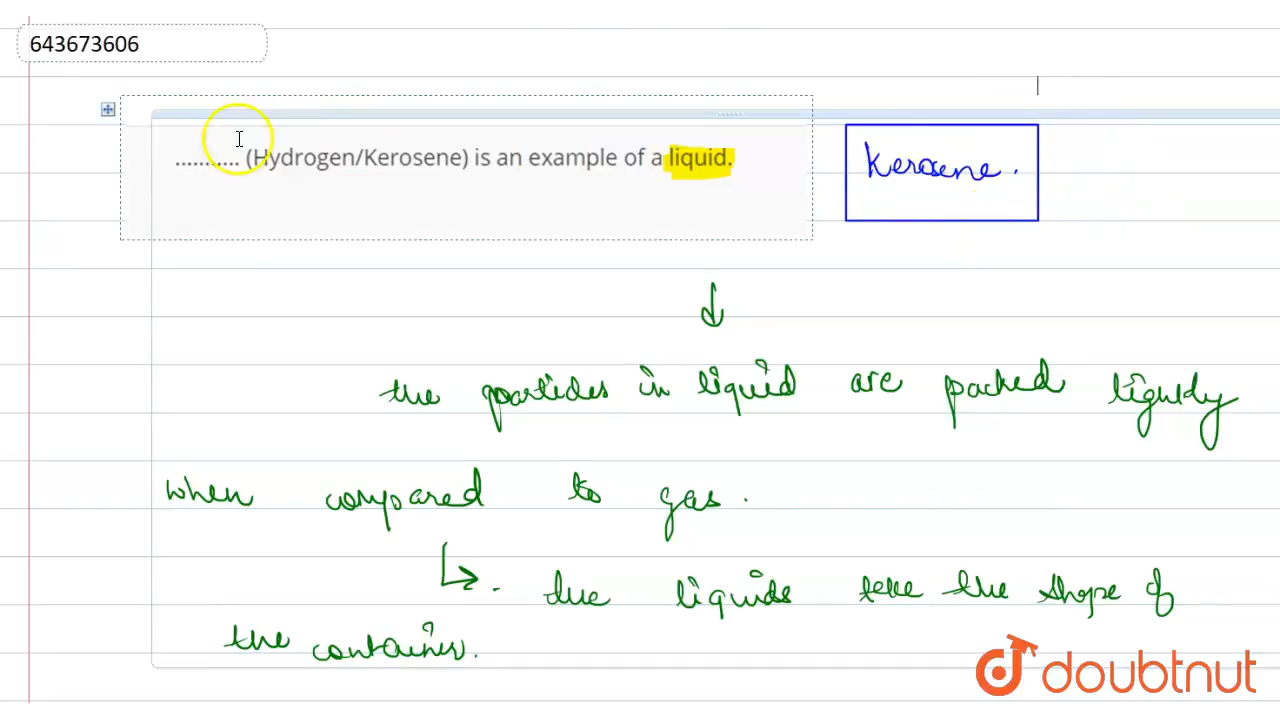 643673606
........... (Hydrogen/Kerosene) is an example of a liquid.
Kerosene.
the particles in liquid are packed
when compared to gas.
the liquids take the shape of
the container.
doubtnut